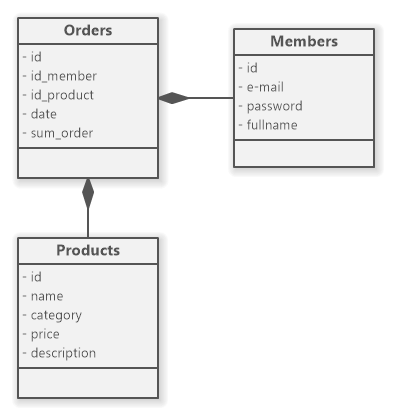 Orders
- id
- id_member
- id_product
- date
- sum_order
Members
- id
- e-mail
- password
- fullname
Products
- id
- name
- category
- price
- description